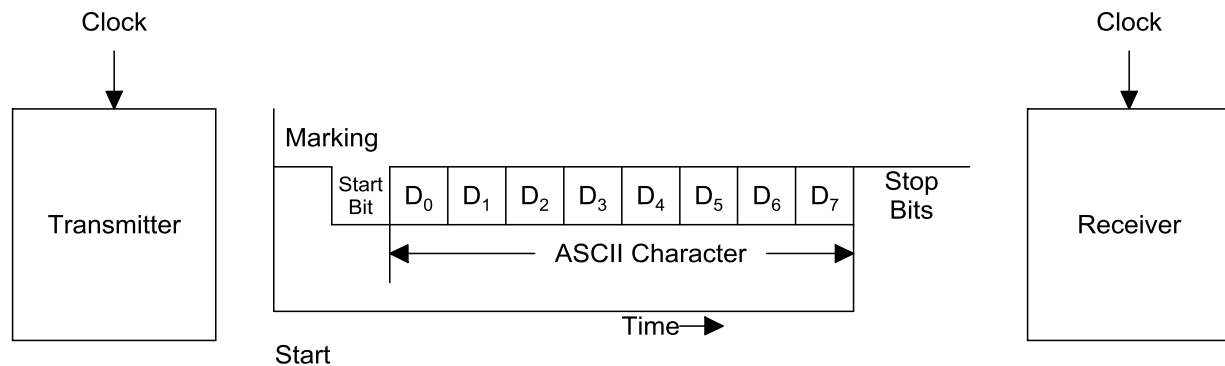 Clock
Clock
Marking
Start
Bit
D₀ D₁ D₂ D₃ D₄ D₅ D₆ D₇
Stop
Bits
Transmitter
Receiver
ASCII Character
Time
Start